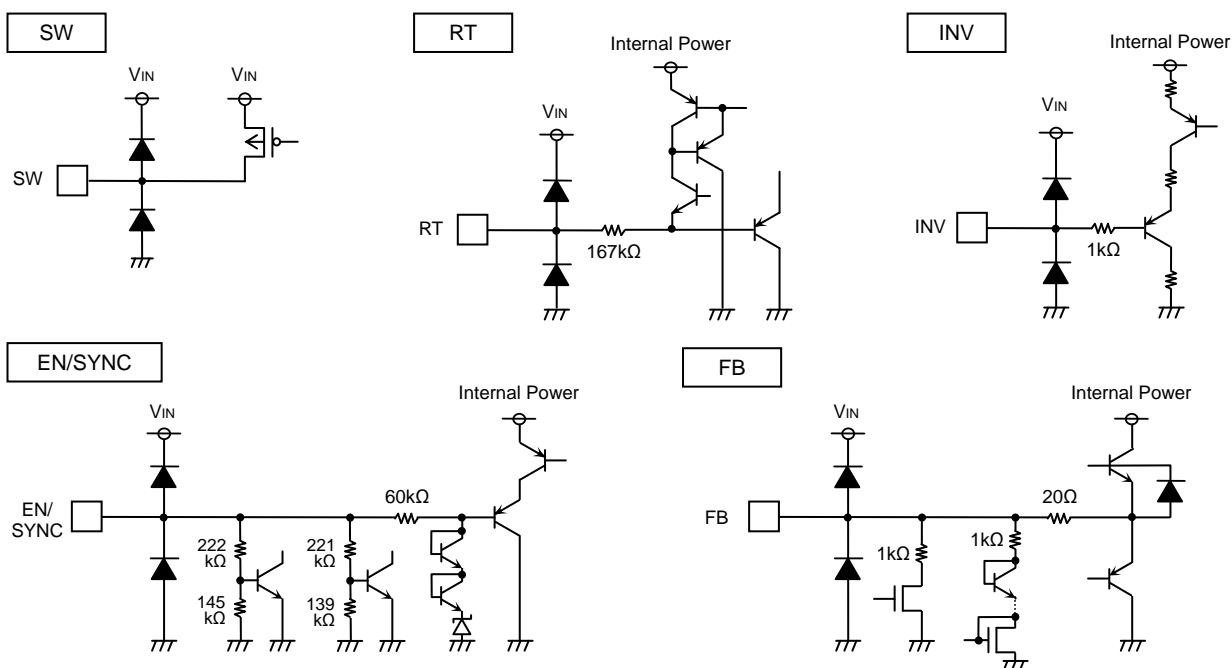 SW
RT
INV
VIN
VIN
SW
Internal Power
VIN
RT
167kΩ
Internal Power
VIN
INV
1kΩ
EN/SYNC
FB
VIN
Internal Power
EN/
SYNC
60kΩ
222
kΩ
145
kΩ
221
kΩ
139
kΩ
Internal Power
VIN
FB
20Ω
1kΩ
1kΩ